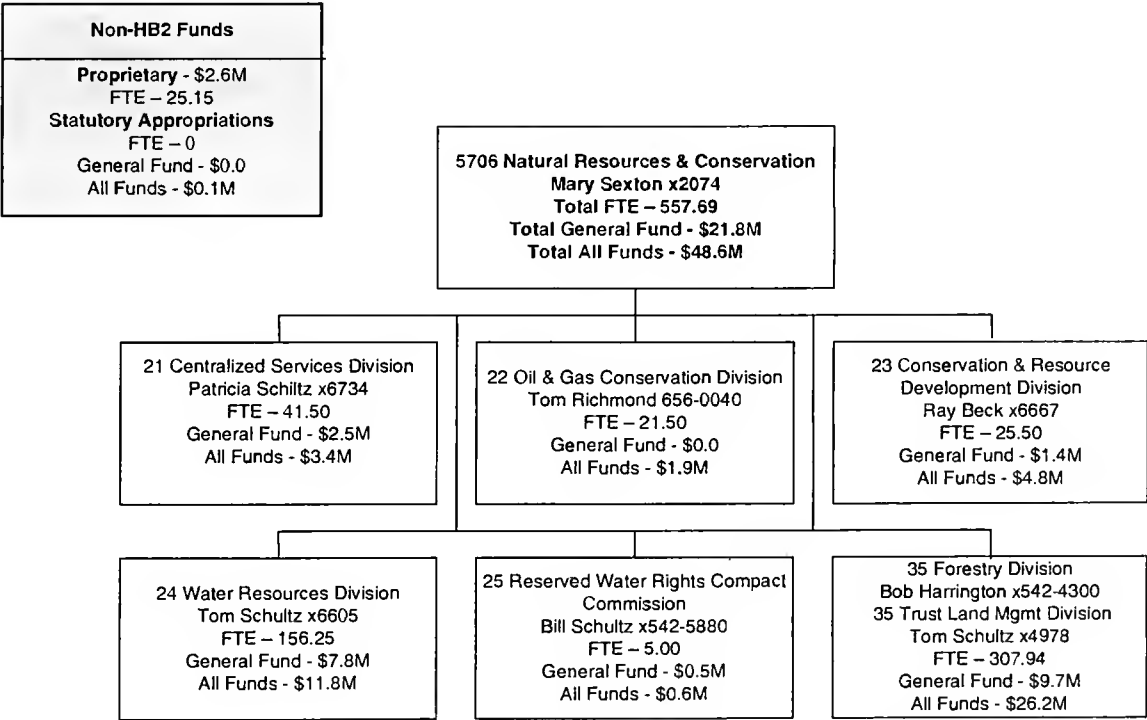 Non-HB2 Funds
Proprietary - $2.6M
FTE – 25.15
Statutory Appropriations
FTE – 0
General Fund - $0.0
All Funds - $0.1M
5706 Natural Resources & Conservation
Mary Sexton x2074
Total FTE – 557.69
Total General Fund - $21.8M
Total All Funds - $48.6M
21 Centralized Services Division
Patricia Schiltz x6734
FTE – 41.50
General Fund - $2.5M
All Funds - $3.4M
22 Oil & Gas Conservation Division
Tom Richmond 656-0040
FTE – 21.50
General Fund - $0.0
All Funds - $1.9M
23 Conservation & Resource
Development Division
Ray Beck x6667
FTE – 25.50
General Fund - $1.4M
All Funds - $4.8M
24 Water Resources Division
Tom Schultz x6605
FTE – 156.25
General Fund - $7.8M
All Funds - $11.8M
25 Reserved Water Rights Compact
Commission
Bill Schultz x542-5880
FTE – 5.00
General Fund - $0.5M
All Funds - $0.6M
35 Forestry Division
Bob Harrington x542-4300
35 Trust Land Mgmt Division
Tom Schultz x4978
FTE – 307.94
General Fund - $9.7M
All Funds - $26.2M